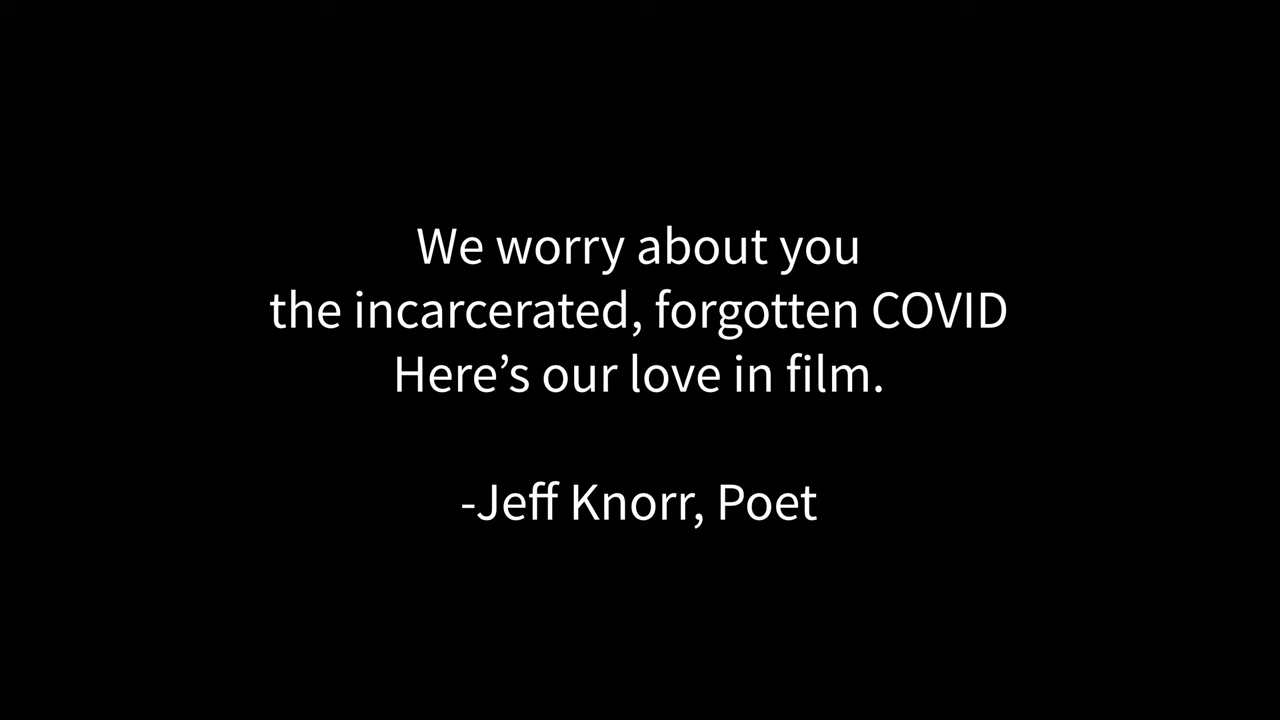 We worry about you
the incarcerated, forgotten COVID
Here’s our love in film.
-Jeff Knorr, Poet